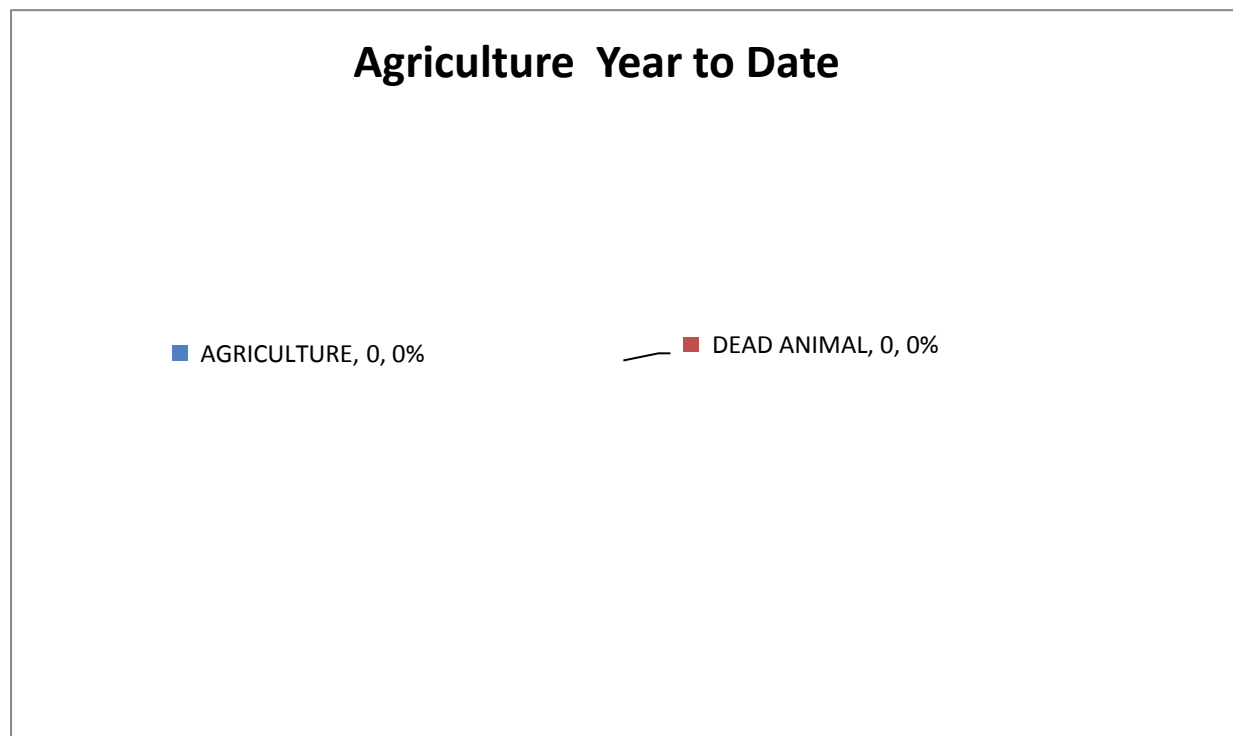 Agriculture  Year to Date
AGRICULTURE, 0, 0%
DEAD ANIMAL, 0, 0%